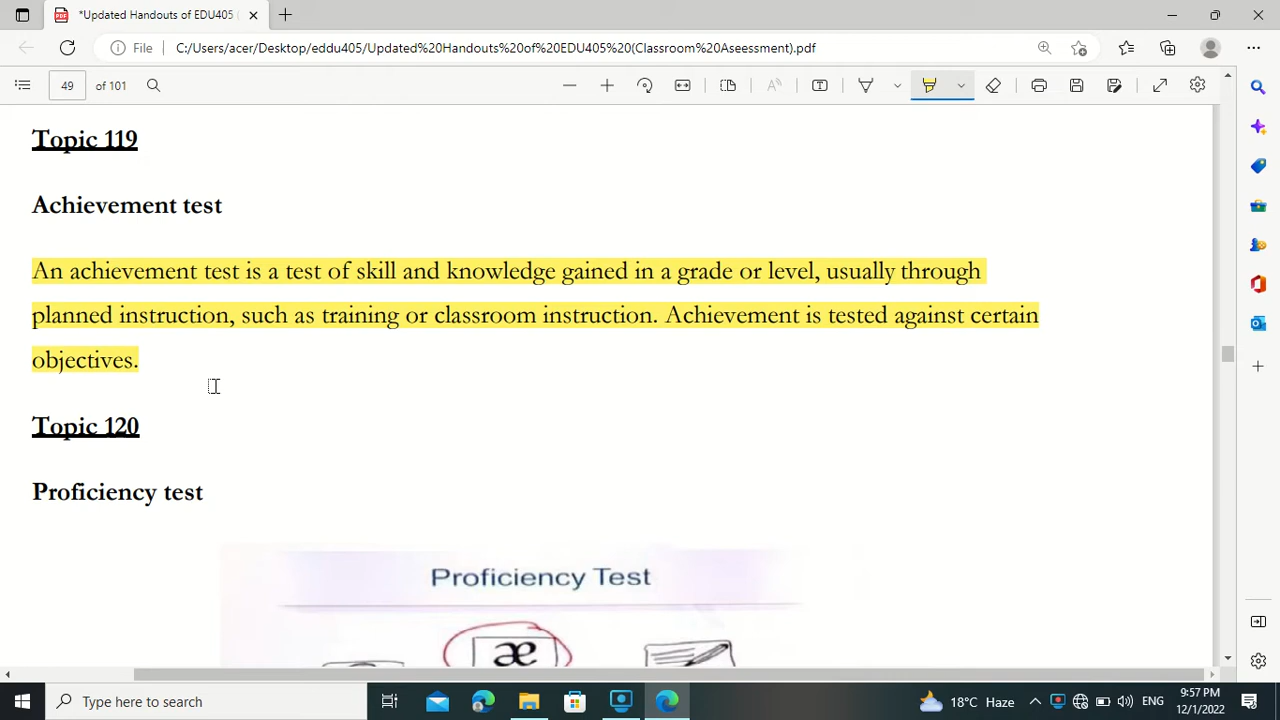 *Updated Handouts of EDU405
File
C:/Users/acer/Desktop/eddu405/Updated%20Handouts%20of%20EDU405%20(Classroom%20Aseessment).pdf
49 of 101
Topic 119
Achievement test
An achievement test is a test of skill and knowledge gained in a grade or level, usually through
planned instruction, such as training or classroom instruction. Achievement is tested against certain
objectives.
Topic 120
Proficiency test
Proficiency Test
æ
Type here to search
18°C Haze
ENG
9:57 PM
12/1/2022